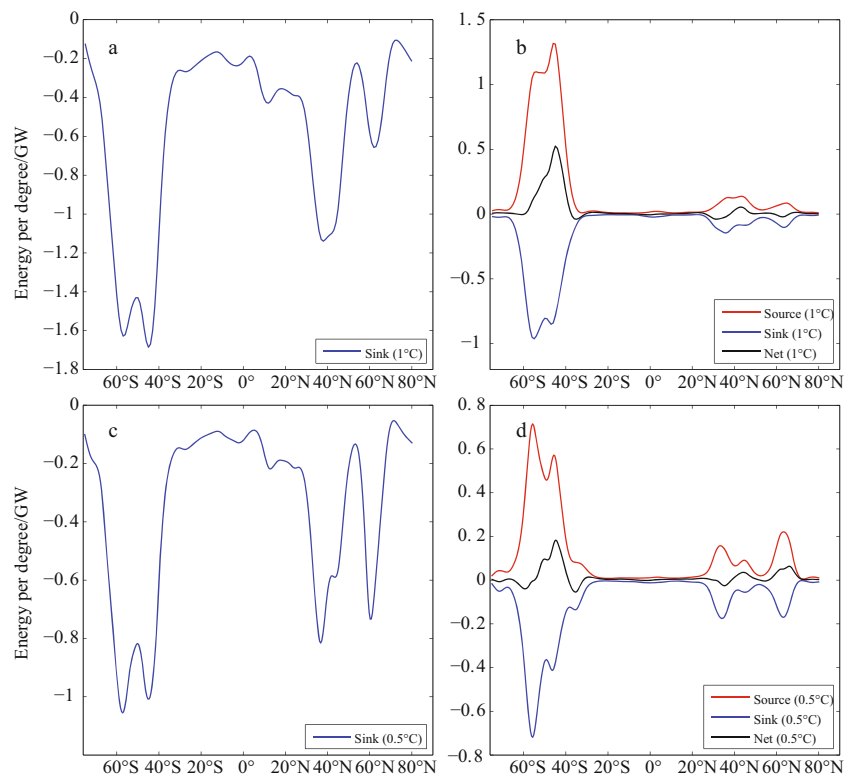 a
Energy per degree/GW
0
−0.2
−0.4
−0.6
−0.8
−1
−1.2
−1.4
−1.6
−1.8
60°S 40°S 20°S 0° 20°N 40°N 60°N 80°N
Sink (1°C)
b
1.5
1
0.5
0
−0.5
−1
60°S 40°S 20°S 0° 20°N 40°N 60°N 80°N
Source (1°C)
Sink (1°C)
Net (1°C)
c
Energy per degree/GW
0
−0.2
−0.4
−0.6
−0.8
−1
60°S 40°S 20°S 0° 20°N 40°N 60°N 80°N
Sink (0.5°C)
d
0.8
0.6
0.4
0.2
0
−0.2
−0.4
−0.6
−0.8
60°S 40°S 20°S 0° 20°N 40°N 60°N 80°N
Source (0.5°C)
Sink (0.5°C)
Net (0.5°C)